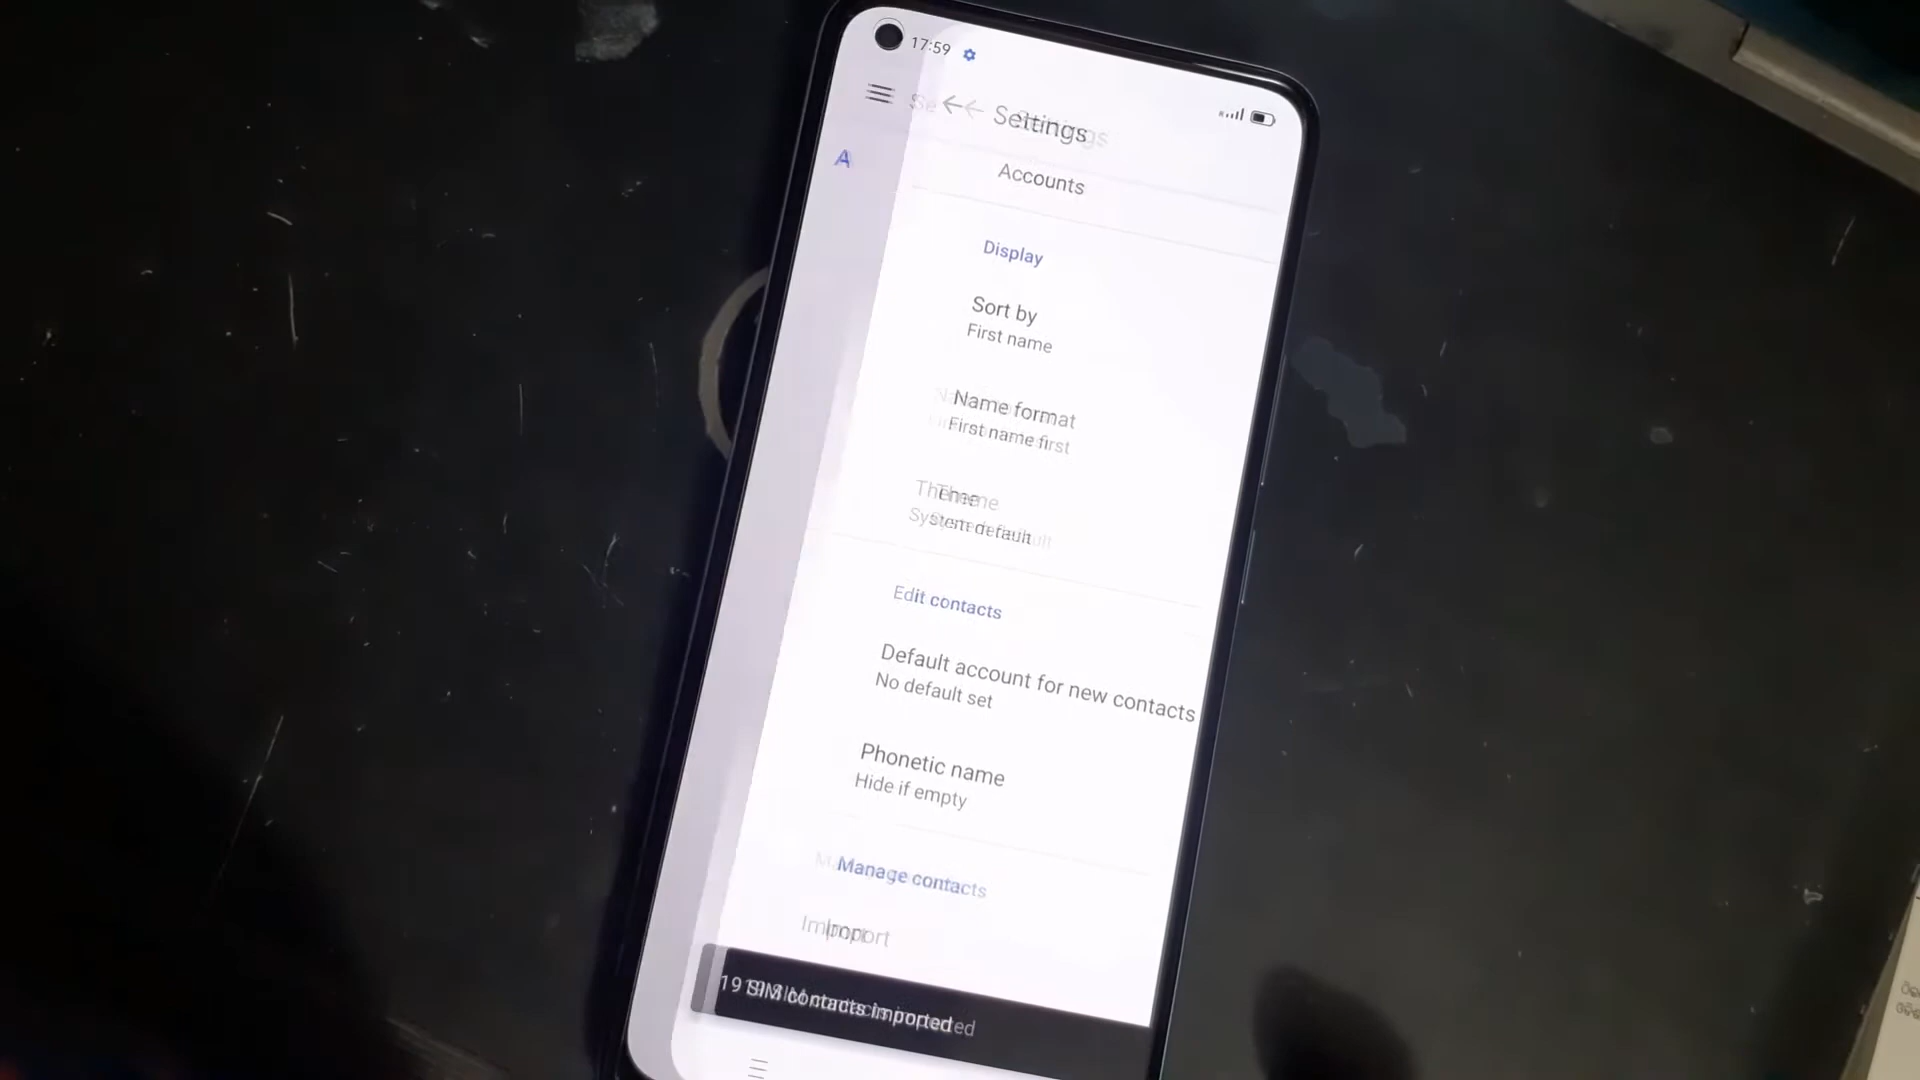 17:59
Settings
A
Accounts
Display
Sort by
First name
Name format
First name first
Theme
System default
Edit contacts
Default account for new contacts
No default set
Phonetic name
Hide if empty
Manage contacts
Import
19 SIM contacts imported